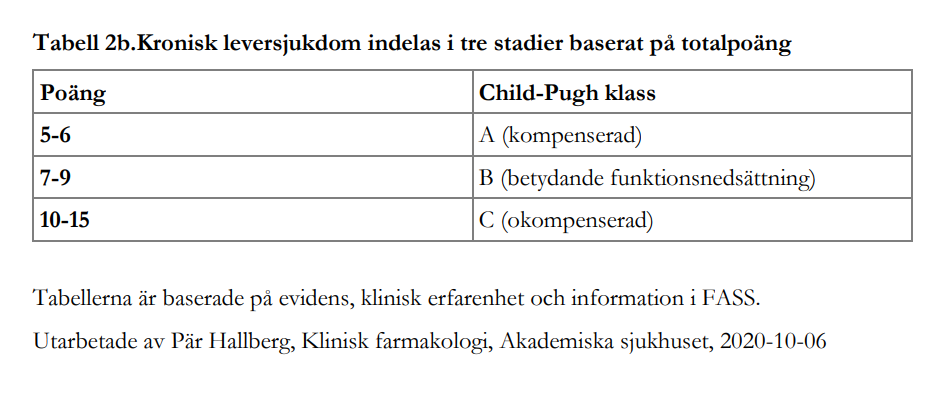 Tabell 2b.Kronisk leversjukdom indelas i tre stadier baserat på totalpoäng
Poäng Child-Pugh klass
5-6 A (kompenserad)
7-9 B (betydande funktionsnedsättning)
10-15 C (okompenserad)
Tabellerna är baserade på evidens, klinisk erfarenhet och information i FASS.
Utarbetade av Pär Hallberg, Klinisk farmakologi, Akademiska sjukhuset, 2020-10-06